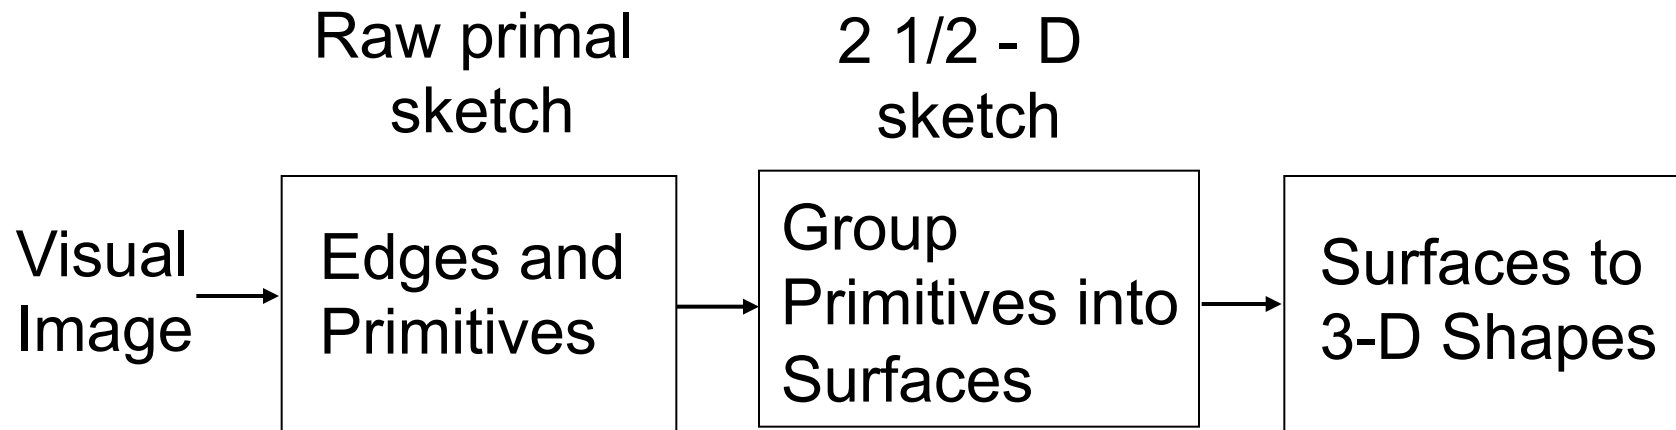 Raw primal
sketch
2 1/2 - D
sketch
Visual
Image
Edges and
Primitives
Group
Primitives into
Surfaces
Surfaces to
3-D Shapes